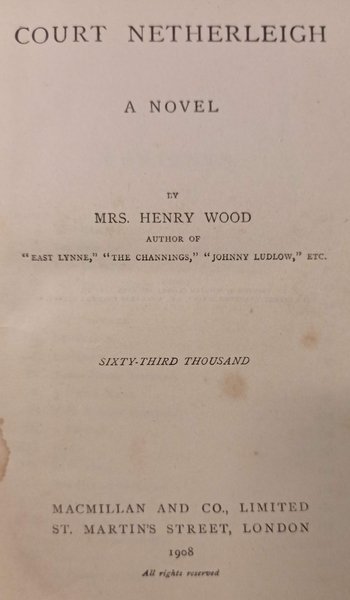 COURT NETHERLEIGH
A NOVEL
BY
MRS. HENRY WOOD
AUTHOR OF
"EAST LYNNE," "THE CHANNINGS," "JOHNNY LUDLOW," ETC.
SIXTY-THIRD THOUSAND
MACMILLAN AND CO., LIMITED
ST. MARTIN'S STREET, LONDON
1908
All rights reserved